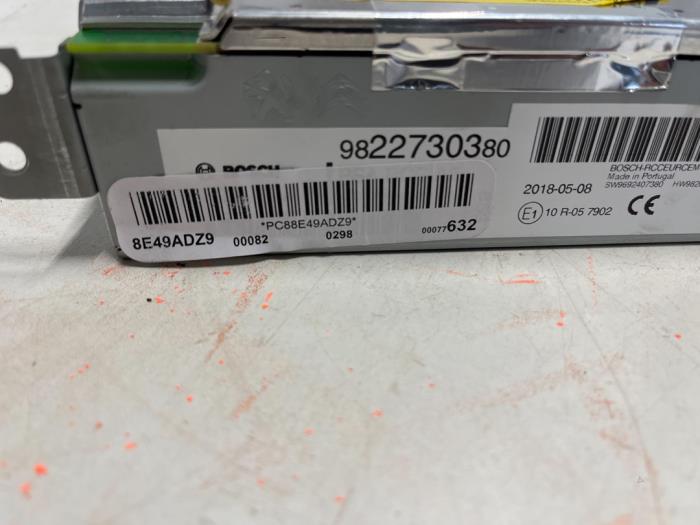 9822730380
BOSCH
BOSCH-RCCEURCEM
Made in Portugal
2018-05-08
SW9692407380 HW982
E1 10 R-05 7902 CE
*PC88E49ADZ9*
8E49ADZ9 00082 0298 00077632